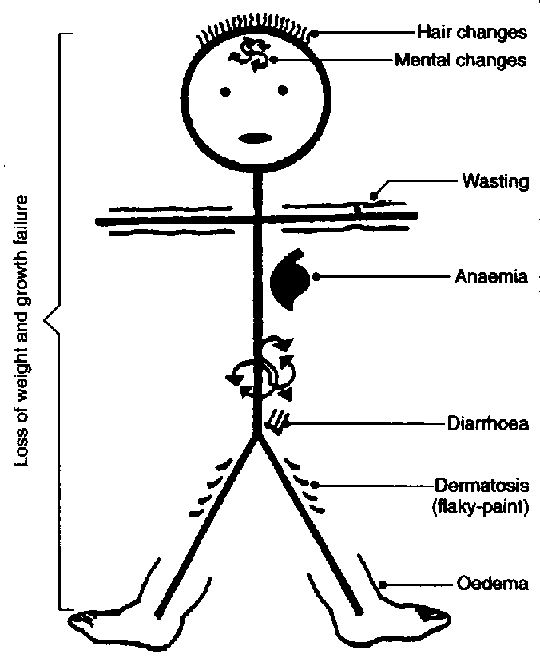 Hair changes
Mental changes
Wasting
Anaemia
Diarrhoea
Dermatosis
(flaky-paint)
Oedema
Loss of weight and growth failure